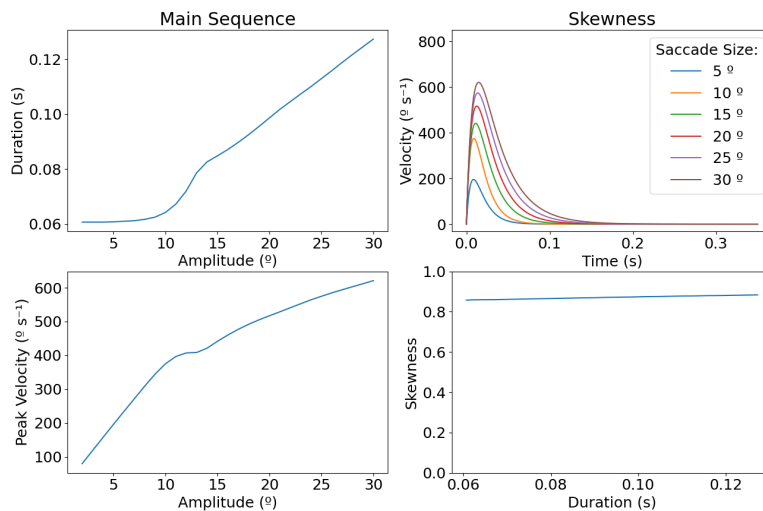 Main Sequence
Duration (s)
0.12
0.10
0.08
0.06
5 10 15 20 25 30
Amplitude (º)
Skewness
Velocity (º s⁻¹)
800
600
400
200
0
0.0 0.1 0.2 0.3
Time (s)
Saccade Size:
5 º
10 º
15 º
20 º
25 º
30 º
Peak Velocity (º s⁻¹)
600
500
400
300
200
100
5 10 15 20 25 30
Amplitude (º)
Skewness
1.0
0.8
0.6
0.4
0.2
0.0
0.06 0.08 0.10 0.12
Duration (s)